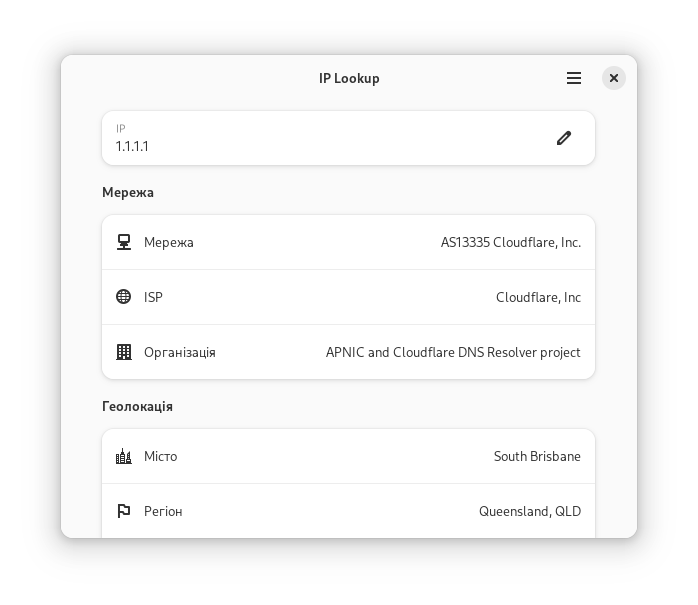 IP Lookup
IP
1.1.1.1
Мережа
Мережа AS13335 Cloudflare, Inc.
ISP Cloudflare, Inc
Організація APNIC and Cloudflare DNS Resolver project
Геолокація
Місто South Brisbane
Регіон Queensland, QLD